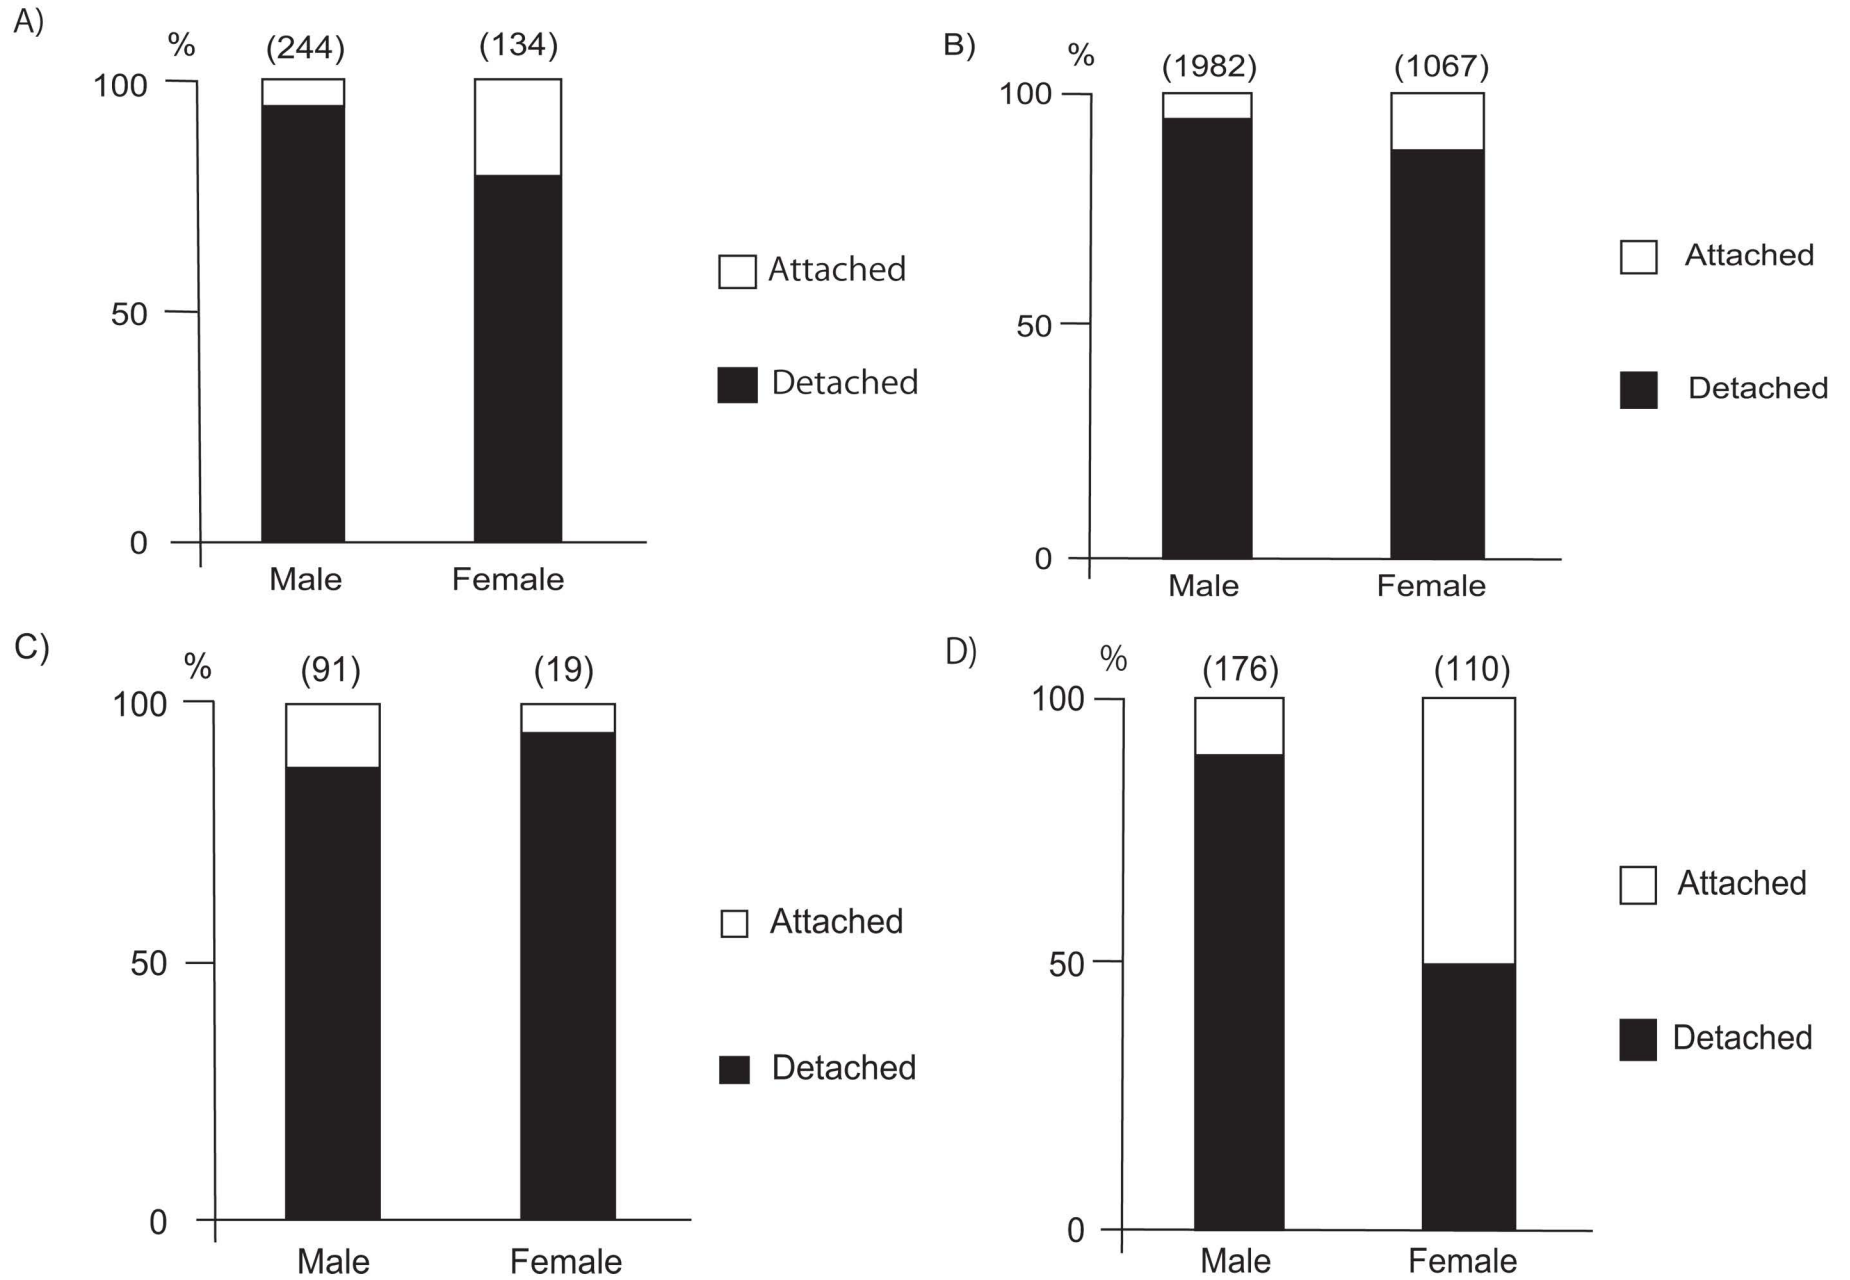 A)
% (244) (134)
100
50
0
Male Female
Attached
Detached
B)
% (1982) (1067)
100
50
0
Male Female
Attached
Detached
C)
% (91) (19)
100
50
0
Male Female
Attached
Detached
D)
% (176) (110)
100
50
0
Male Female
Attached
Detached